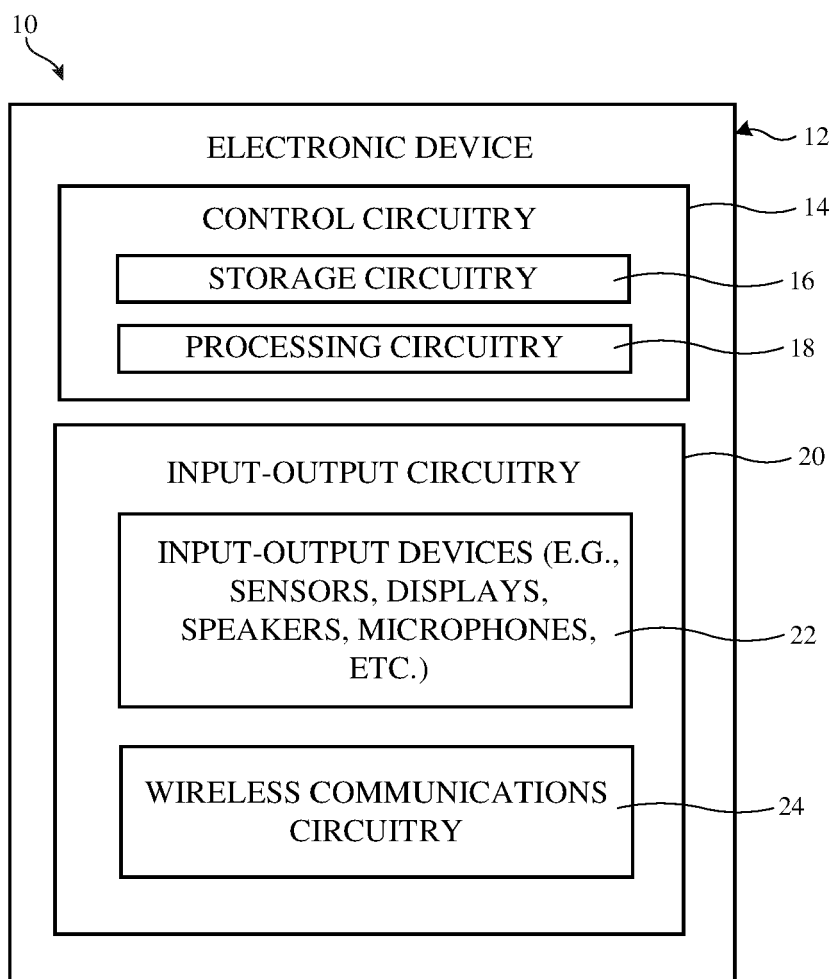 10
12
ELECTRONIC DEVICE
14
CONTROL CIRCUITRY
STORAGE CIRCUITRY
16
PROCESSING CIRCUITRY
18
20
INPUT-OUTPUT CIRCUITRY
INPUT-OUTPUT DEVICES (E.G.,
SENSORS, DISPLAYS,
SPEAKERS, MICROPHONES,
ETC.)
22
WIRELESS COMMUNICATIONS
CIRCUITRY
24